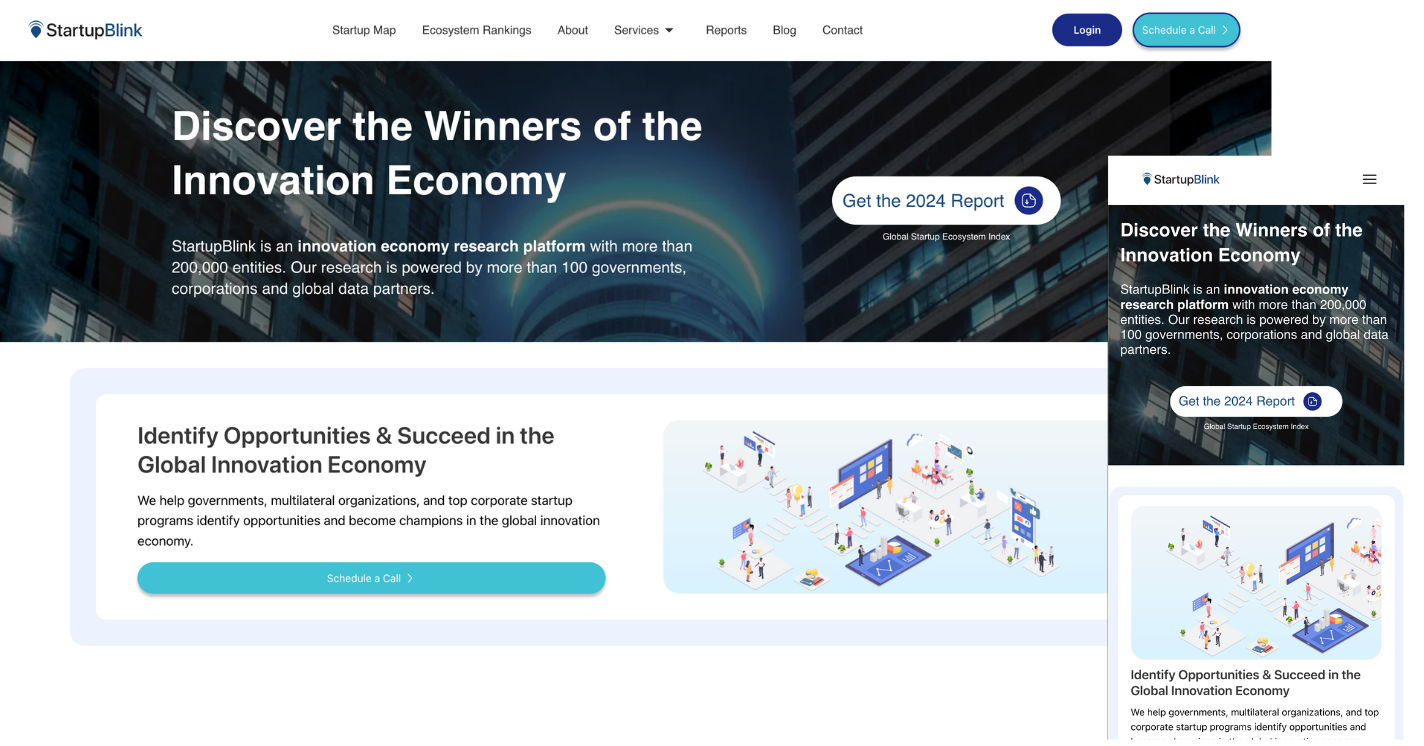 StartupBlink
Startup Map
Ecosystem Rankings
About
Services
Reports
Blog
Contact
Login
Schedule a Call
Discover the Winners of the
Innovation Economy
StartupBlink is an innovation economy research platform with more than
200,000 entities. Our research is powered by more than 100 governments,
corporations and global data partners.
Get the 2024 Report
Global Startup Ecosystem Index
Identify Opportunities & Succeed in the
Global Innovation Economy
We help governments, multilateral organizations, and top corporate startup
programs identify opportunities and become champions in the global innovation
economy.
Schedule a Call
StartupBlink
Discover the Winners of the
Innovation Economy
StartupBlink is an innovation economy
research platform with more than 200,000
entities. Our research is powered by more than
100 governments, corporations and global data
partners.
Get the 2024 Report
Global Startup Ecosystem Index
Identify Opportunities & Succeed in the
Global Innovation Economy
We help governments, multilateral organizations, and top
corporate startup programs identify opportunities and